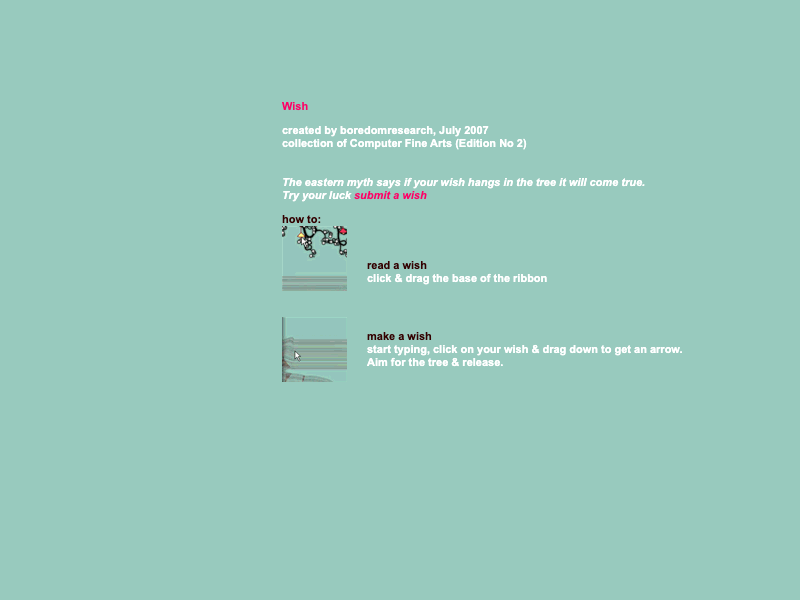 Wish
created by boredomresearch, July 2007
collection of Computer Fine Arts (Edition No 2)
The eastern myth says if your wish hangs in the tree it will come true.
Try your luck submit a wish
how to:
read a wish
click & drag the base of the ribbon
make a wish
start typing, click on your wish & drag down to get an arrow.
Aim for the tree & release.